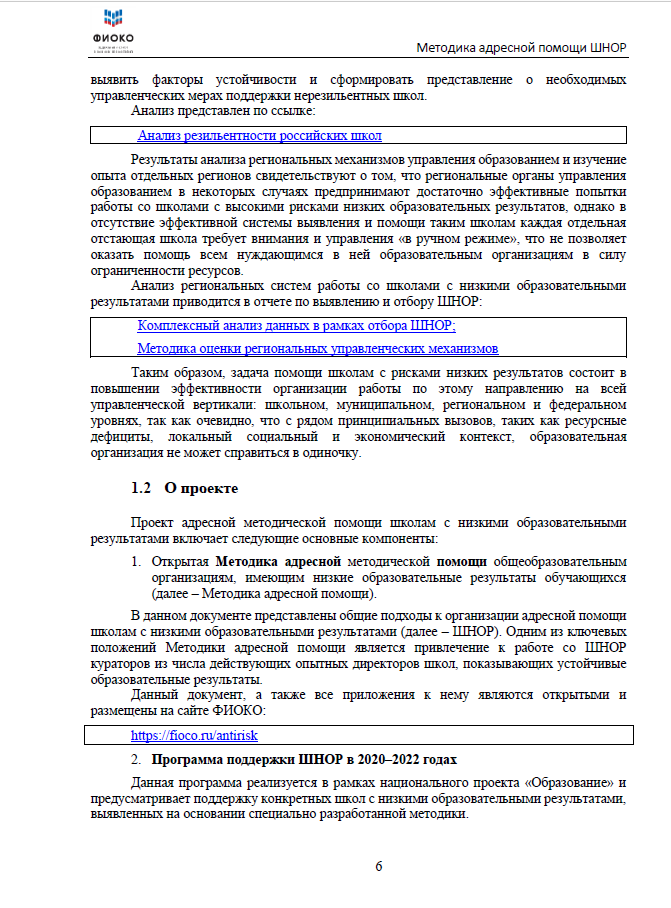 ФИОКО
Методика адресной помощи ШНОР
выявить факторы устойчивости и сформировать представление о необходимых
управленческих мерах поддержки нерезильентных школ.
Анализ представлен по ссылке:
Анализ резильентности российских школ
Результаты анализа региональных механизмов управления образованием и изучение
опыта отдельных регионов свидетельствуют о том, что региональные органы управления
образованием в некоторых случаях предпринимают достаточно эффективные попытки
работы со школами с высокими рисками низких образовательных результатов, однако в
отсутствие эффективной системы выявления и помощи таким школам каждая отдельная
отстающая школа требует внимания и управления «в ручном режиме», что не позволяет
оказать помощь всем нуждающимся в ней образовательным организациям в силу
ограниченности ресурсов.
Анализ региональных систем работы со школами с низкими образовательными
результатами приводится в отчете по выявлению и отбору ШНОР:
Комплексный анализ данных в рамках отбора ШНОР;
Методика оценки региональных управленческих механизмов
Таким образом, задача помощи школам с рисками низких результатов состоит в
повышении эффективности организации работы по этому направлению на всей
управленческой вертикали: школьном, муниципальном, региональном и федеральном
уровнях, так как очевидно, что с рядом принципиальных вызовов, таких как ресурсные
дефициты, локальный социальный и экономический контекст, образовательная
организация не может справиться в одиночку.
1.2 О проекте
Проект адресной методической помощи школам с низкими образовательными
результатами включает следующие основные компоненты:
1. Открытая Методика адресной методической помощи общеобразовательным
организациям, имеющим низкие образовательные результаты обучающихся
(далее – Методика адресной помощи).
В данном документе представлены общие подходы к организации адресной помощи
школам с низкими образовательными результатами (далее – ШНОР). Одним из ключевых
положений Методики адресной помощи является привлечение к работе со ШНОР
кураторов из числа действующих опытных директоров школ, показывающих устойчивые
образовательные результаты.
Данный документ, а также все приложения к нему являются открытыми и
размещены на сайте ФИОКО:
https://fioco.ru/antirisk
2. Программа поддержки ШНОР в 2020–2022 годах
Данная программа реализуется в рамках национального проекта «Образование» и
предусматривает поддержку конкретных школ с низкими образовательными результатами,
выявленных на основании специально разработанной методики.
6